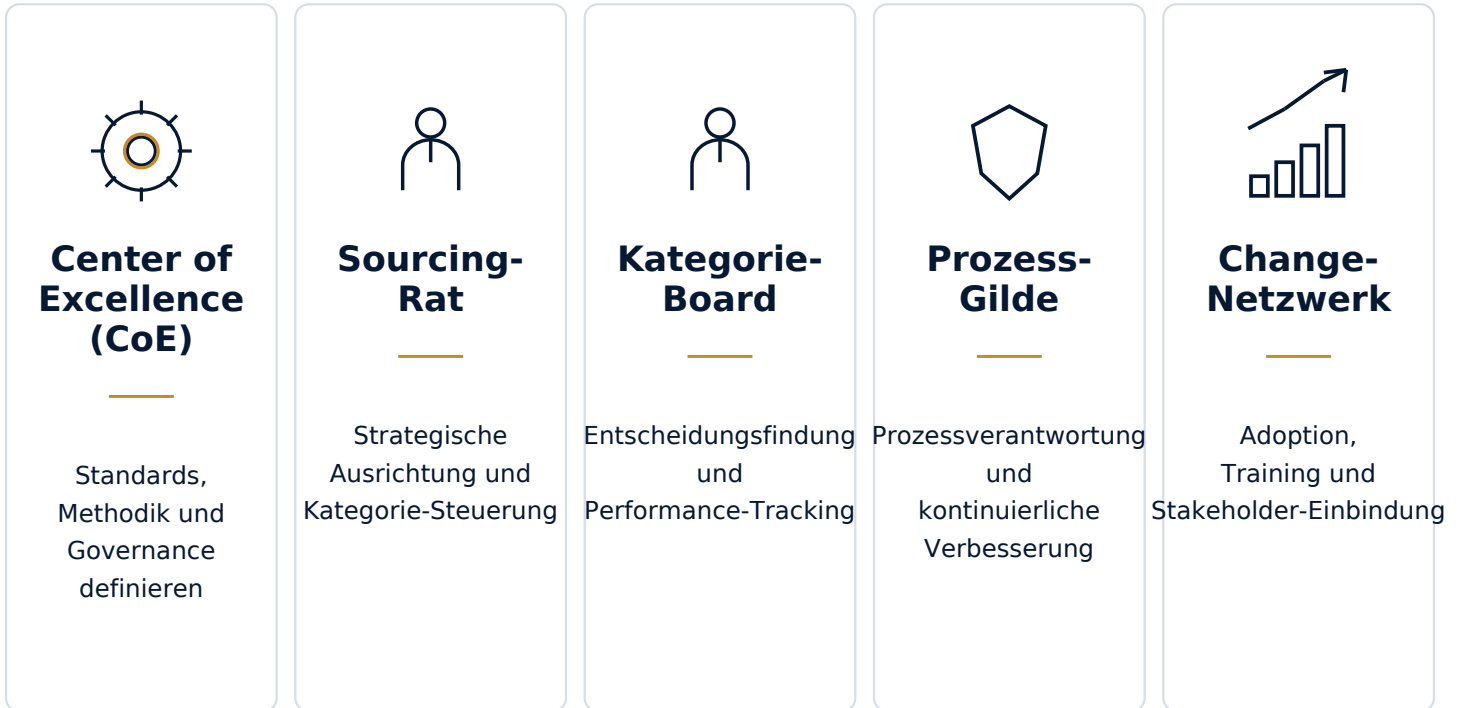 Center of
Excellence
(CoE)
Standards,
Methodik und
Governance
definieren
Sourcing-
Rat
Strategische
Ausrichtung und
Kategorie-Steuerung
Kategorie-
Board
Entscheidungsfindung
und
Performance-Tracking
Prozess-
Gilde
Prozessverantwortung
und
kontinuierliche
Verbesserung
Change-
Netzwerk
Adoption,
Training und
Stakeholder-Einbindung